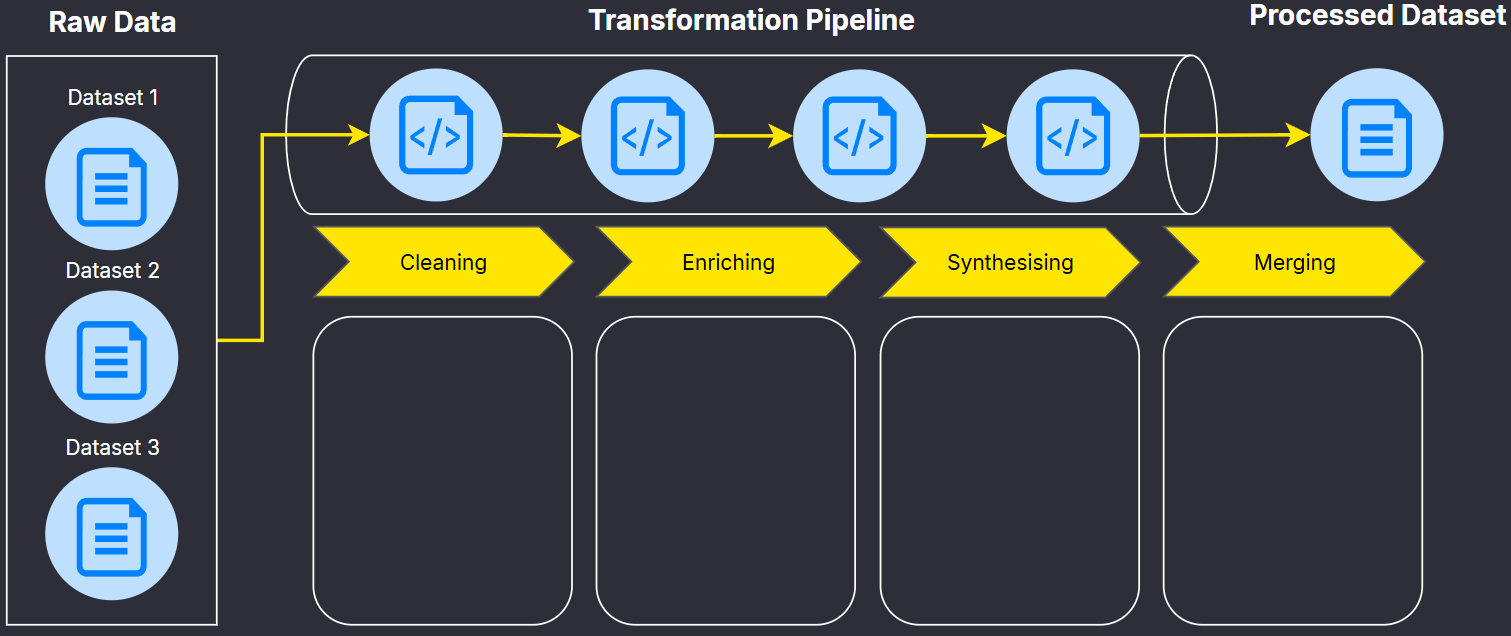 Raw Data
Transformation Pipeline
Processed Dataset
Dataset 1
</>
</>
</>
</>
Dataset 2
Cleaning
Enriching
Synthesising
Merging
Dataset 3